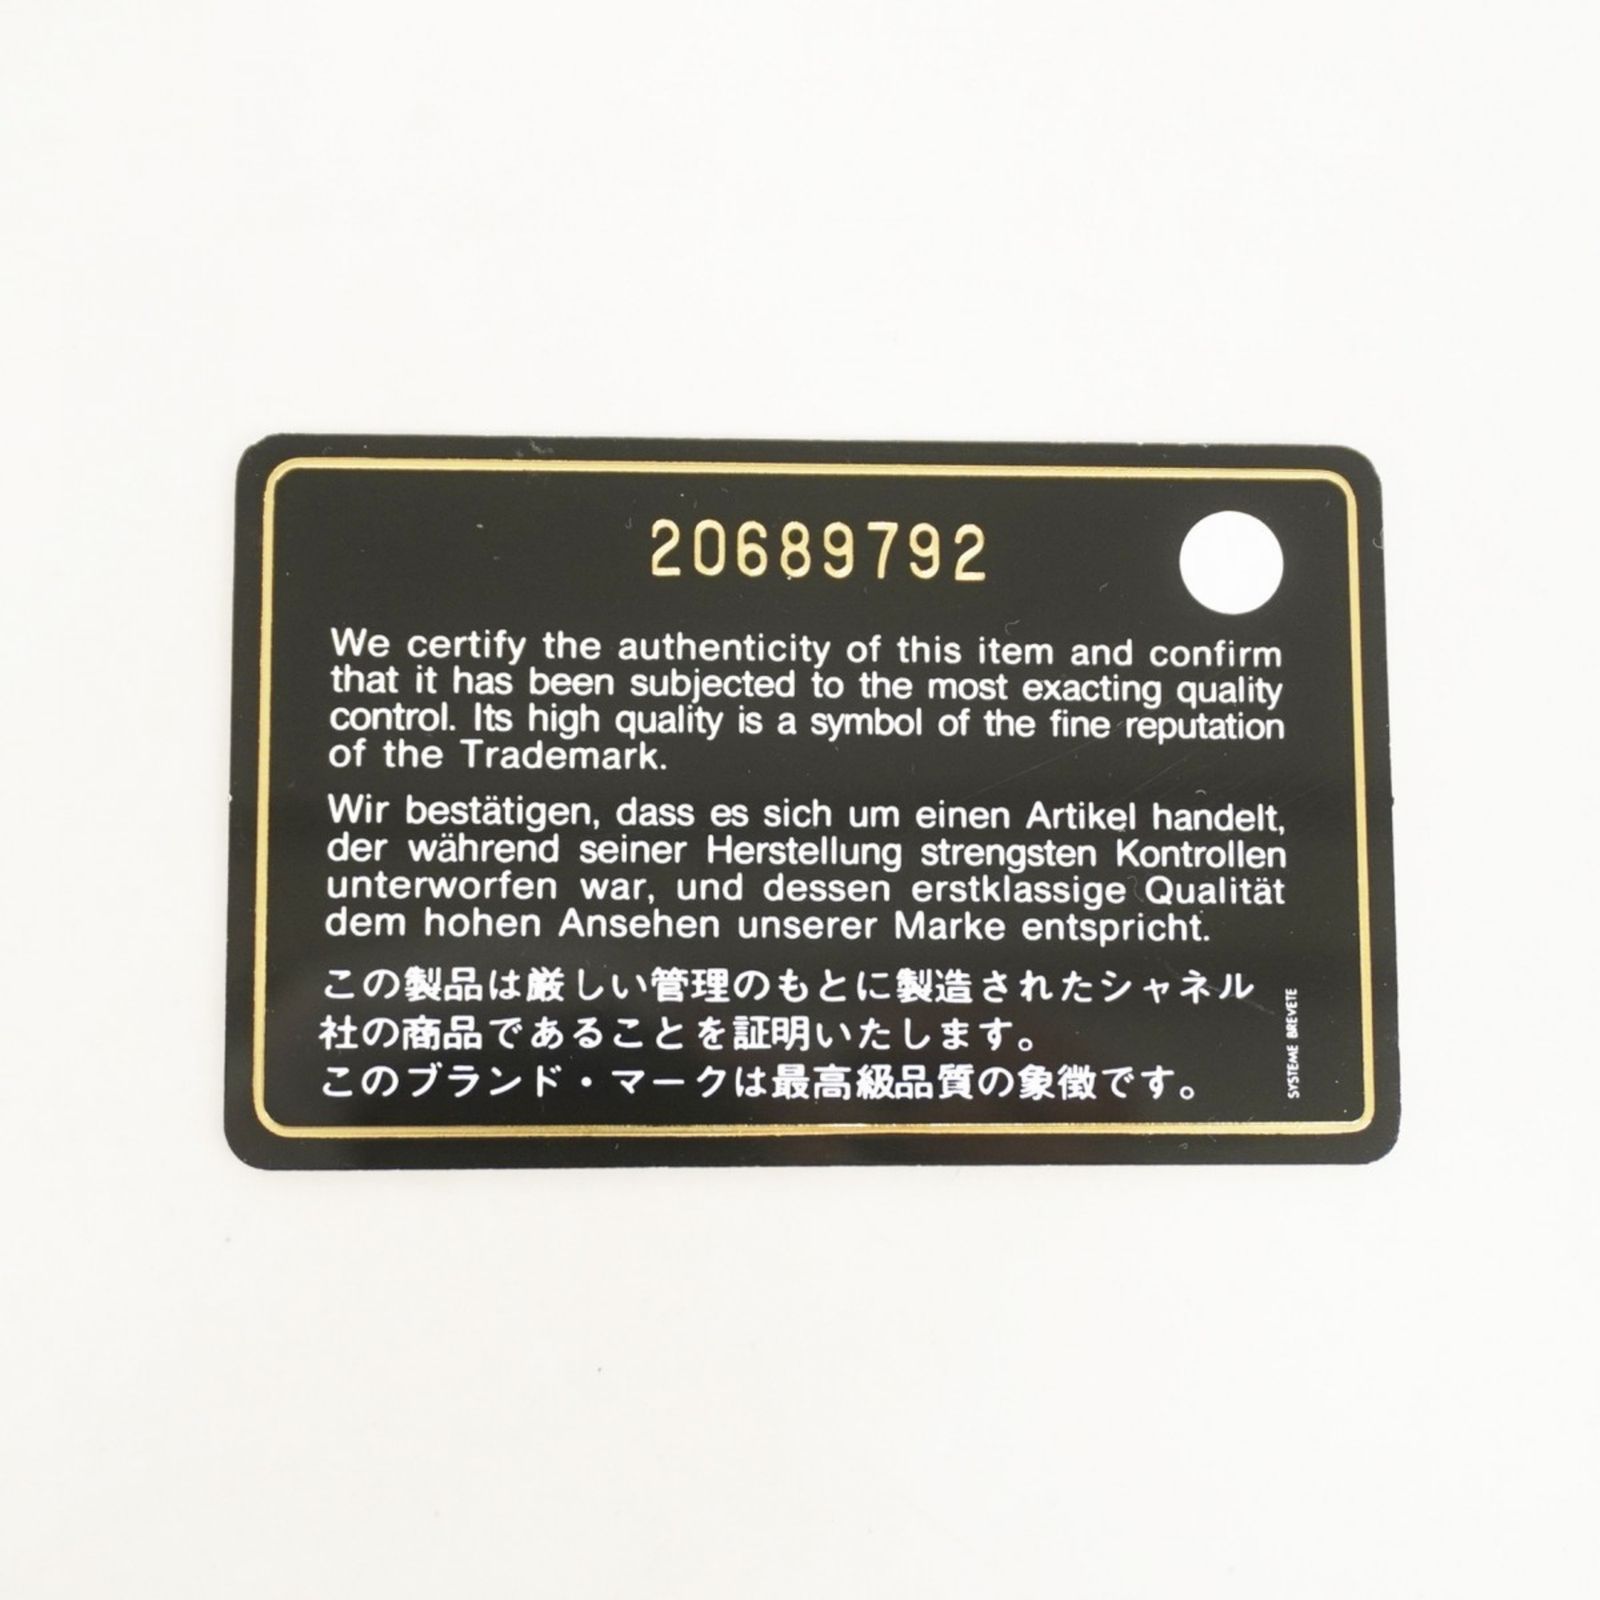 20689792
We certify the authenticity of this item and confirm
that it has been subjected to the most exacting quality
control. Its high quality is a symbol of the fine reputation
of the Trademark.
Wir bestätigen, dass es sich um einen Artikel handelt,
der während seiner Herstellung strengsten Kontrollen
unterworfen war, und dessen erstklassige Qualität
dem hohen Ansehen unserer Marke entspricht.
この製品は厳しい管理のもとに製造されたシャネル
社の商品であることを証明いたします。
このブランド・マークは最高級品質の象徴です。
SYSTEME BREVETE